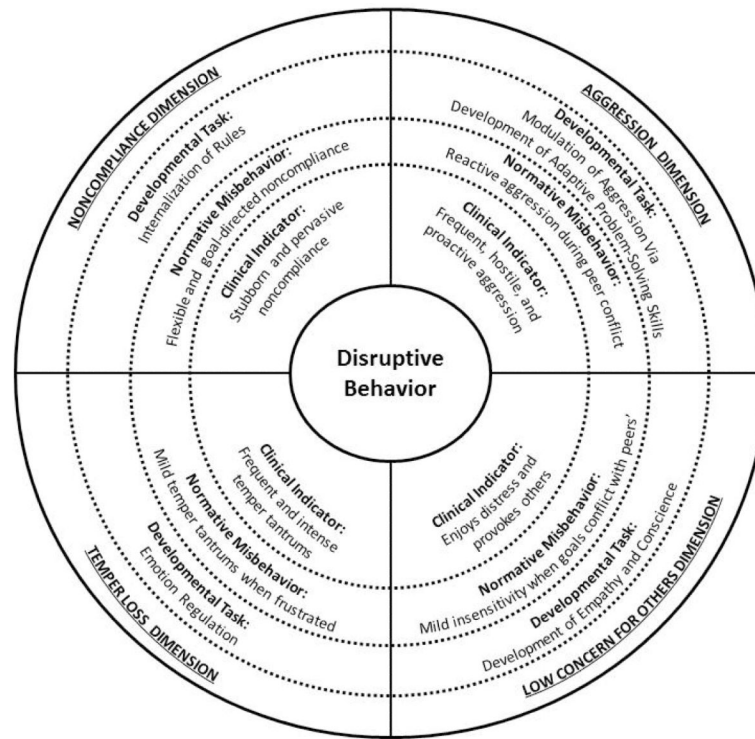 NONCOMPLIANCE DIMENSION
Developmental Task:
Internalization of Rules
Normative Misbehavior:
Flexible and goal-directed noncompliance
Clinical Indicator:
Stubborn and pervasive
noncompliance
AGGRESSION DIMENSION
Developmental Task:
Modulation of Aggression Via
Development of Adaptive Problem-Solving Skills
Normative Misbehavior:
Reactive aggression during peer conflict
Clinical Indicator:
Frequent, hostile, and
proactive aggression
Disruptive
Behavior
Clinical Indicator:
Frequent and intense
temper tantrums
Normative Misbehavior:
Mild temper tantrums when frustrated
Developmental Task:
Emotion Regulation
TEMPER LOSS DIMENSION
Clinical Indicator:
Enjoys distress and
provokes others
Normative Misbehavior:
Mild insensitivity when goals conflict with peers’
Developmental Task:
Development of Empathy and Conscience
LOW CONCERN FOR OTHERS DIMENSION